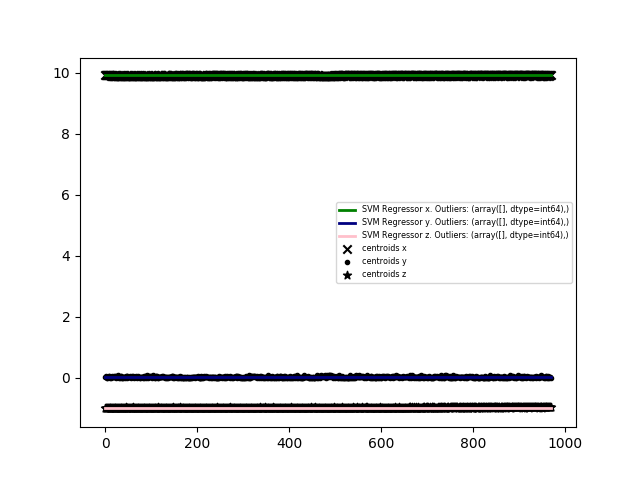 10
8
6
4
2
0
0
200
400
600
800
1000
SVM Regressor x. Outliers: (array([], dtype=int64),)
SVM Regressor y. Outliers: (array([], dtype=int64),)
SVM Regressor z. Outliers: (array([], dtype=int64),)
centroids x
centroids y
centroids z